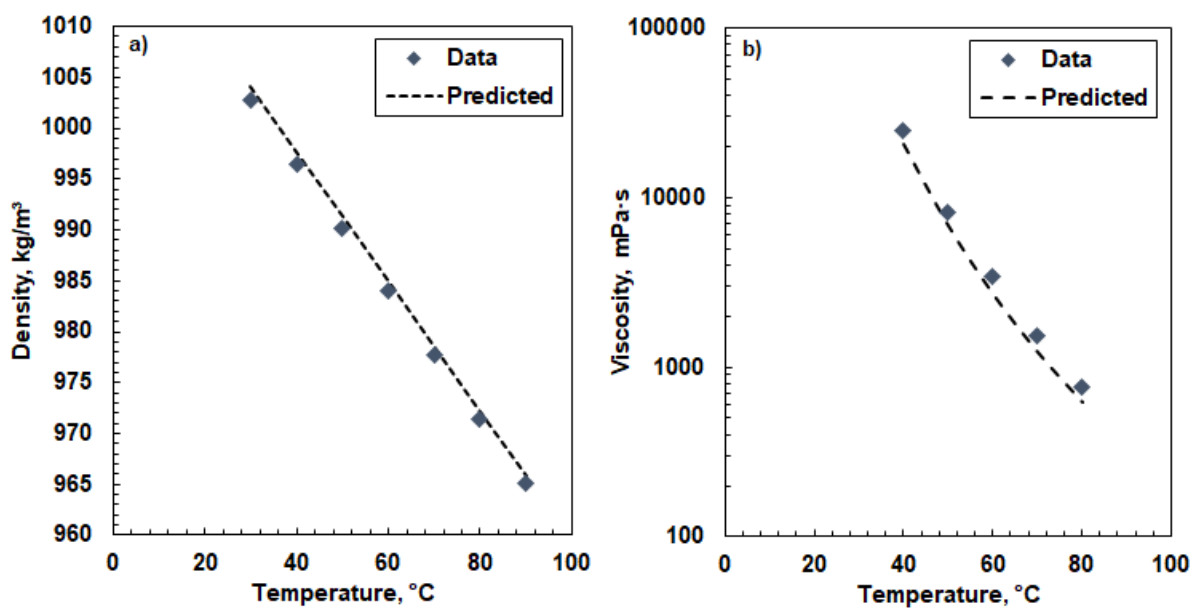 a)
Data
Predicted
1010
1005
1000
995
990
985
980
975
970
965
960
Density, kg/m³
0 20 40 60 80 100
Temperature, °C
b)
Data
Predicted
100000
10000
1000
100
Viscosity, mPa·s
0 20 40 60 80 100
Temperature, °C